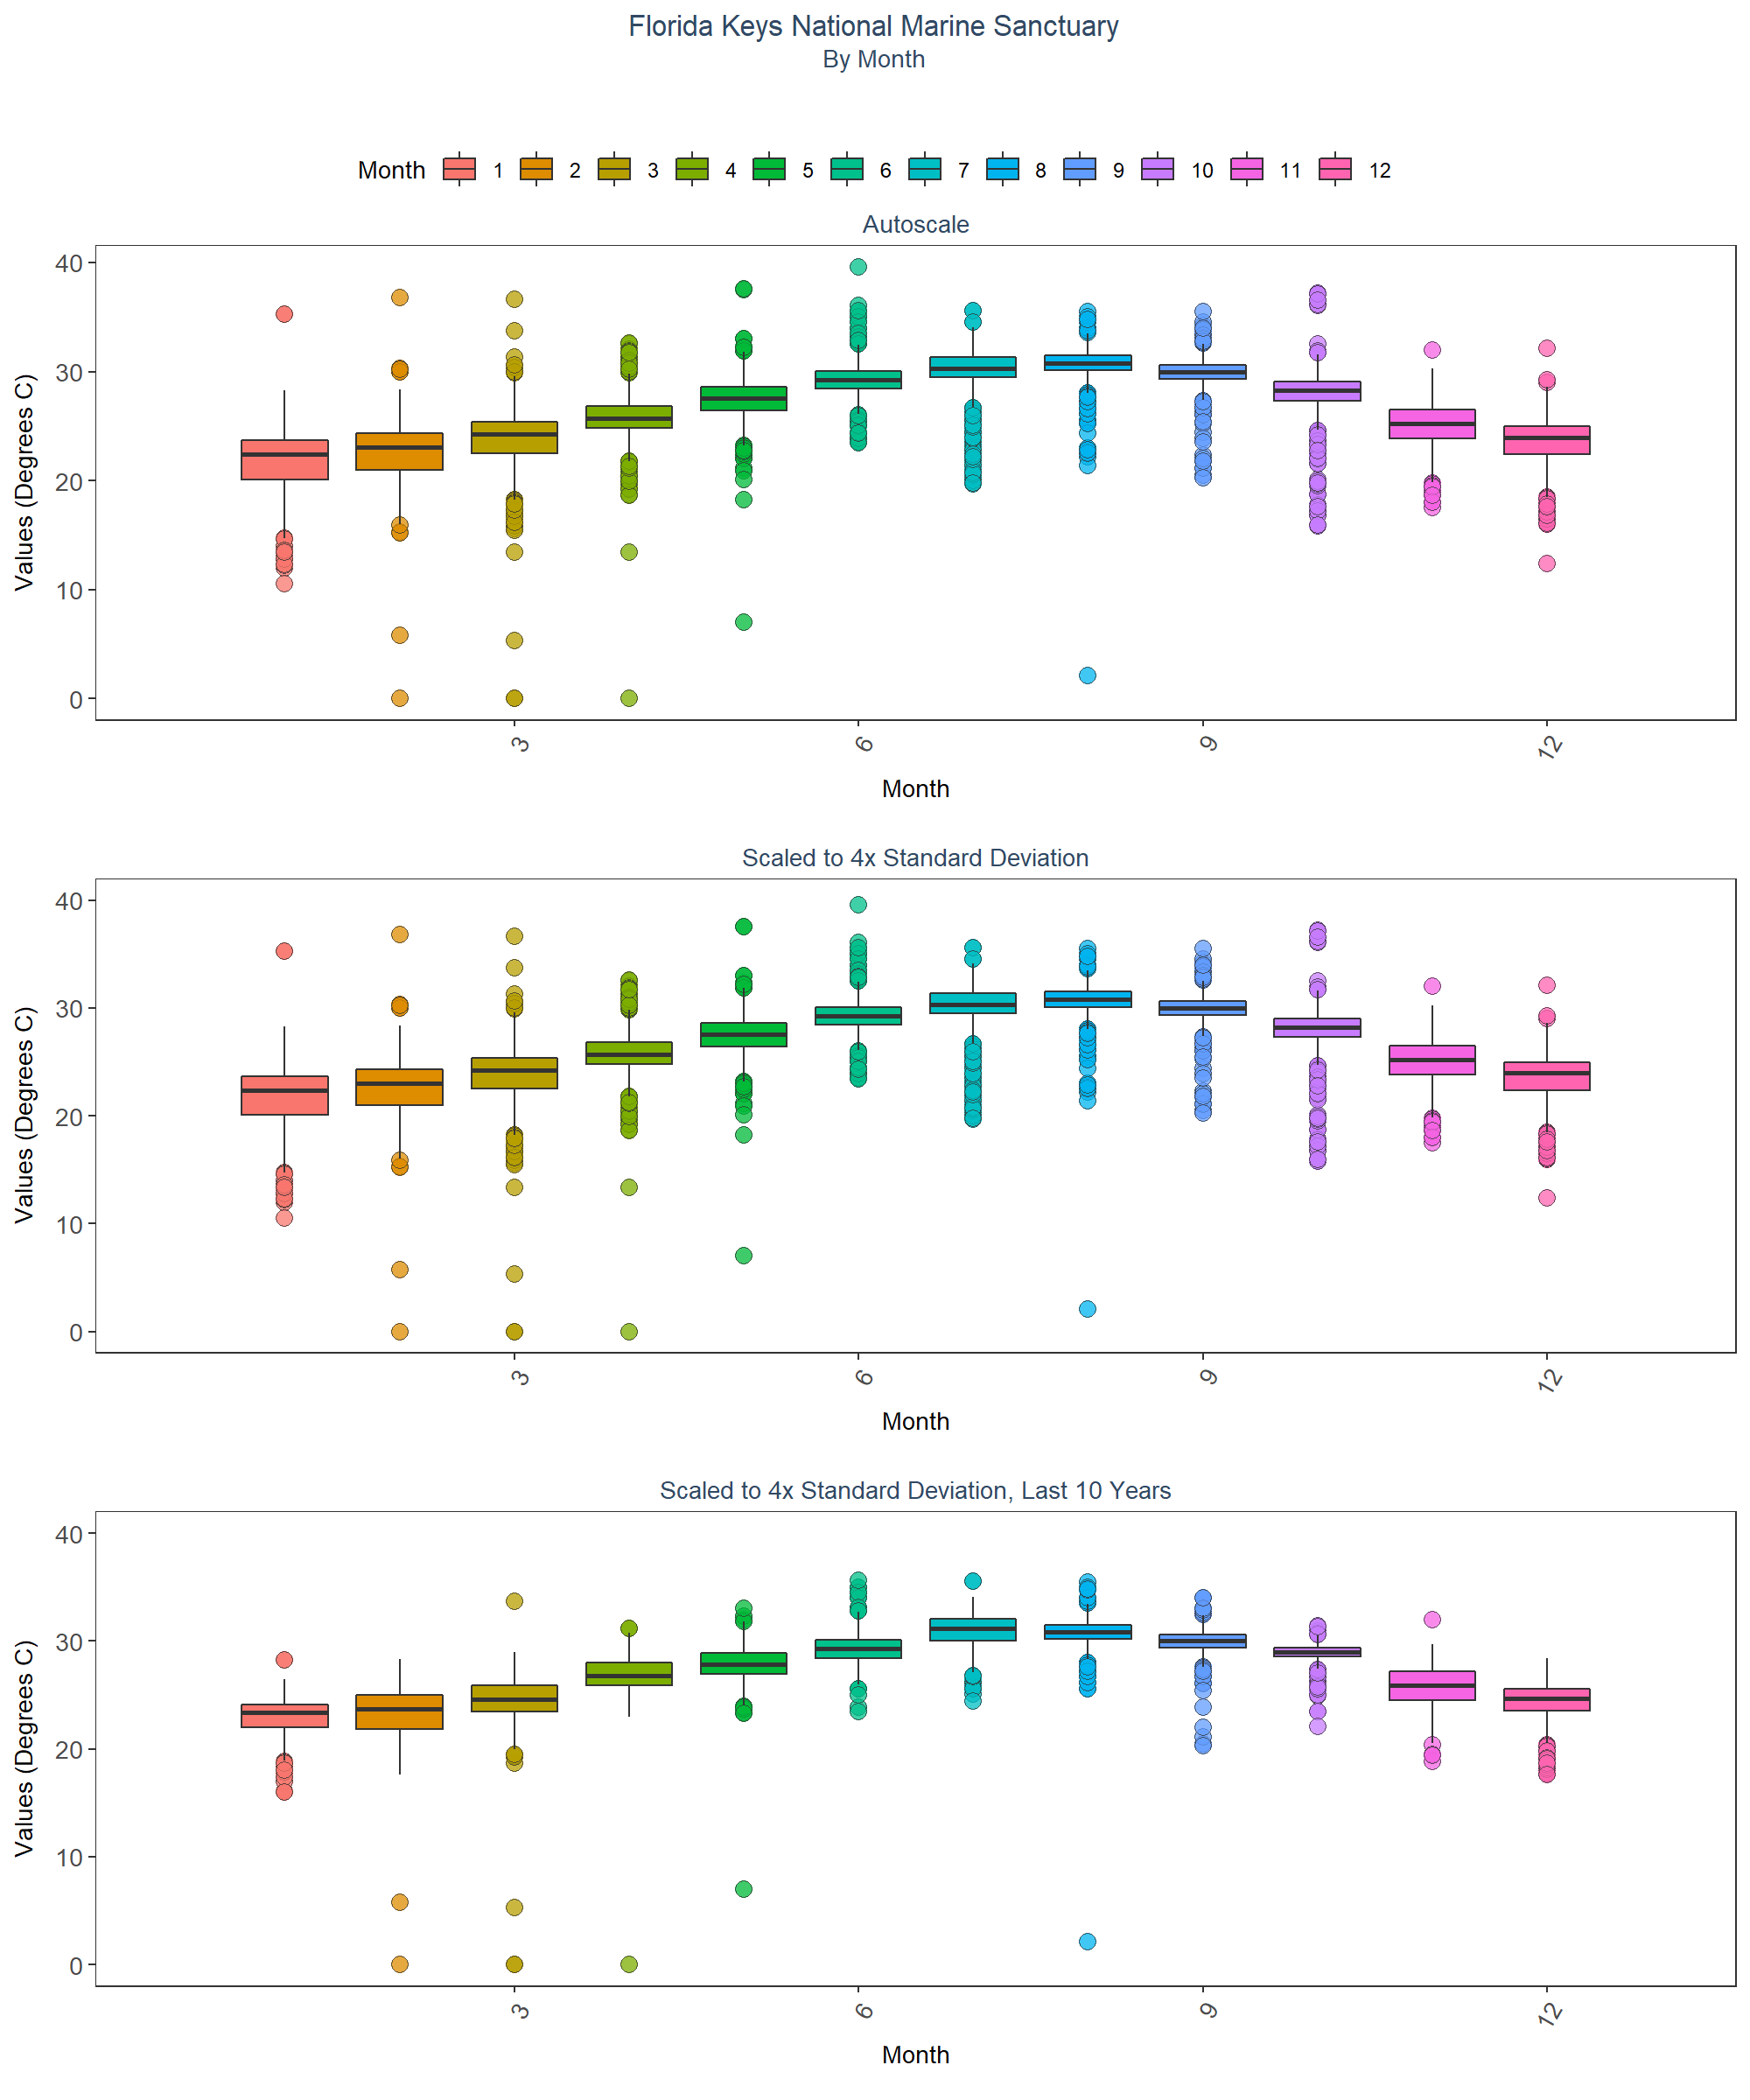 Florida Keys National Marine Sanctuary
By Month
Month 1 2 3 4 5 6 7 8 9 10 11 12
Autoscale
Values (Degrees C)
40
30
20
10
0
3 6 9 12
Month
Scaled to 4x Standard Deviation
Values (Degrees C)
40
30
20
10
0
3 6 9 12
Month
Scaled to 4x Standard Deviation, Last 10 Years
Values (Degrees C)
40
30
20
10
0
3 6 9 12
Month